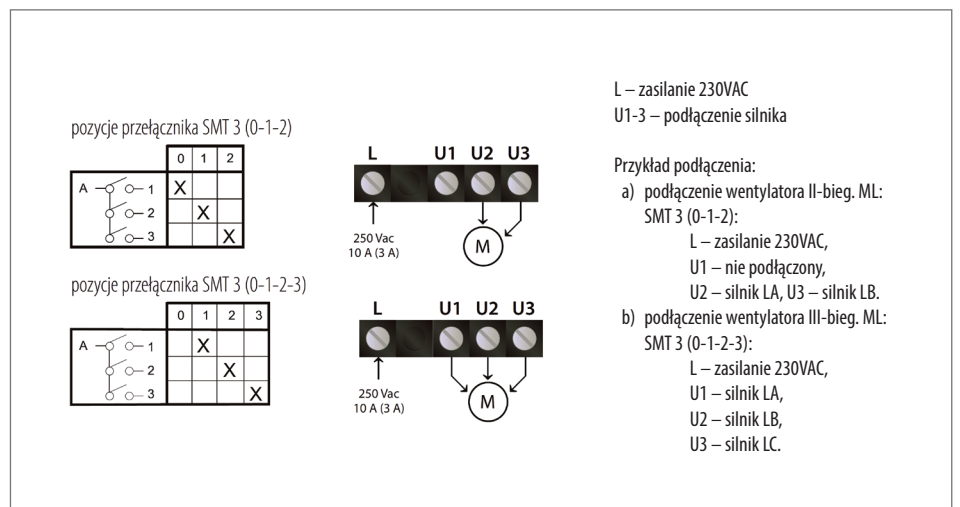 pozycje przełącznika SMT 3 (0-1-2)
0 1 2
A 1 X
2 X
3 X
L U1 U2 U3
250 Vac
10 A (3 A)
M
pozycje przełącznika SMT 3 (0-1-2-3)
0 1 2 3
A 1 X
2 X
3 X
L U1 U2 U3
250 Vac
10 A (3 A)
M
L – zasilanie 230VAC
U1-3 – podłączenie silnika
Przykład podłączenia:
a) podłączenie wentylatora II-bieg. ML:
SMT 3 (0-1-2):
L – zasilanie 230VAC,
U1 – nie podłączony,
U2 – silnik LA, U3 – silnik LB.
b) podłączenie wentylatora III-bieg. ML:
SMT 3 (0-1-2-3):
L – zasilanie 230VAC,
U1 – silnik LA,
U2 – silnik LB,
U3 – silnik LC.